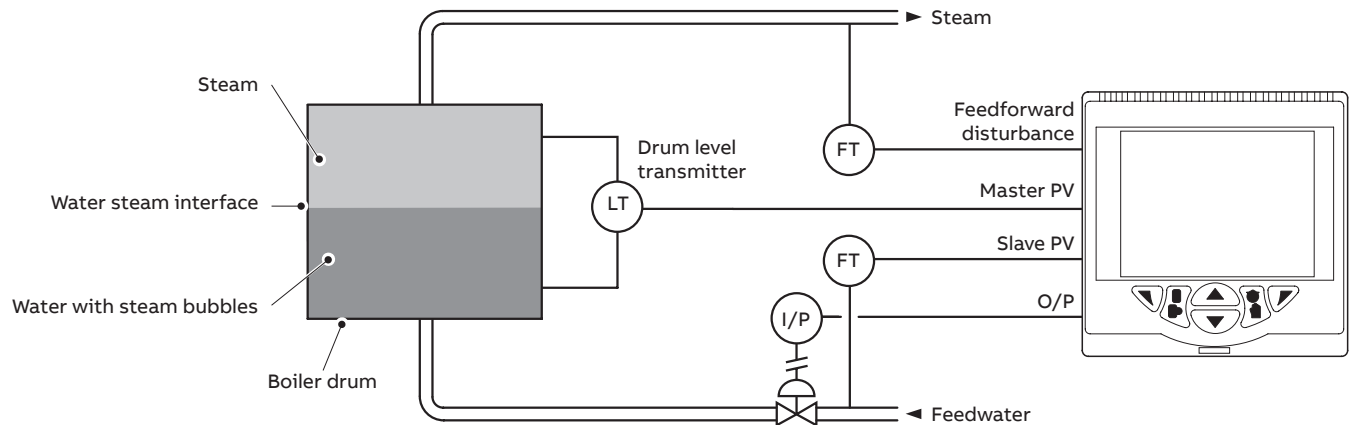 Steam
Steam
Feedforward
disturbance
Drum level
transmitter
FT
Master PV
Water steam interface
LT
Slave PV
FT
Water with steam bubbles
O/P
I/P
Boiler drum
Feedwater